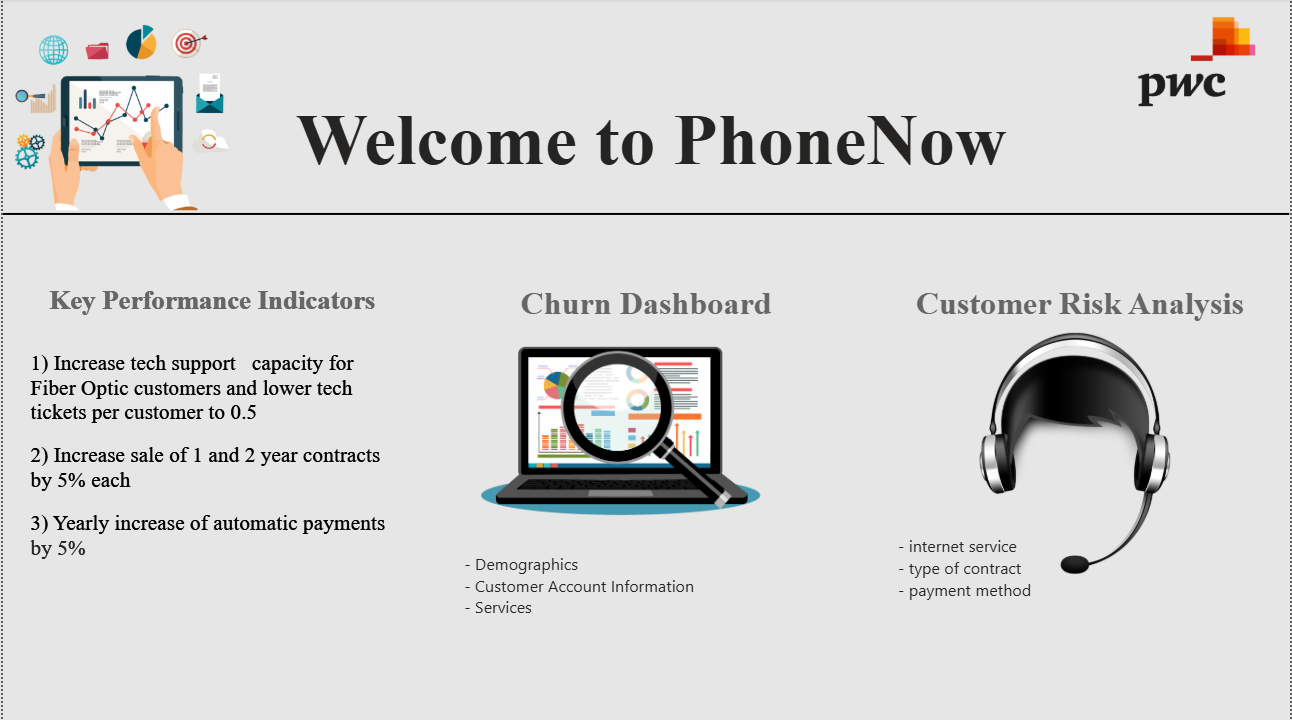 pwc
Welcome to PhoneNow
Key Performance Indicators
1) Increase tech support   capacity for
Fiber Optic customers and lower tech
tickets per customer to 0.5
2) Increase sale of 1 and 2 year contracts
by 5% each
3) Yearly increase of automatic payments
by 5%
Churn Dashboard
- Demographics
- Customer Account Information
- Services
Customer Risk Analysis
- internet service
- type of contract
- payment method